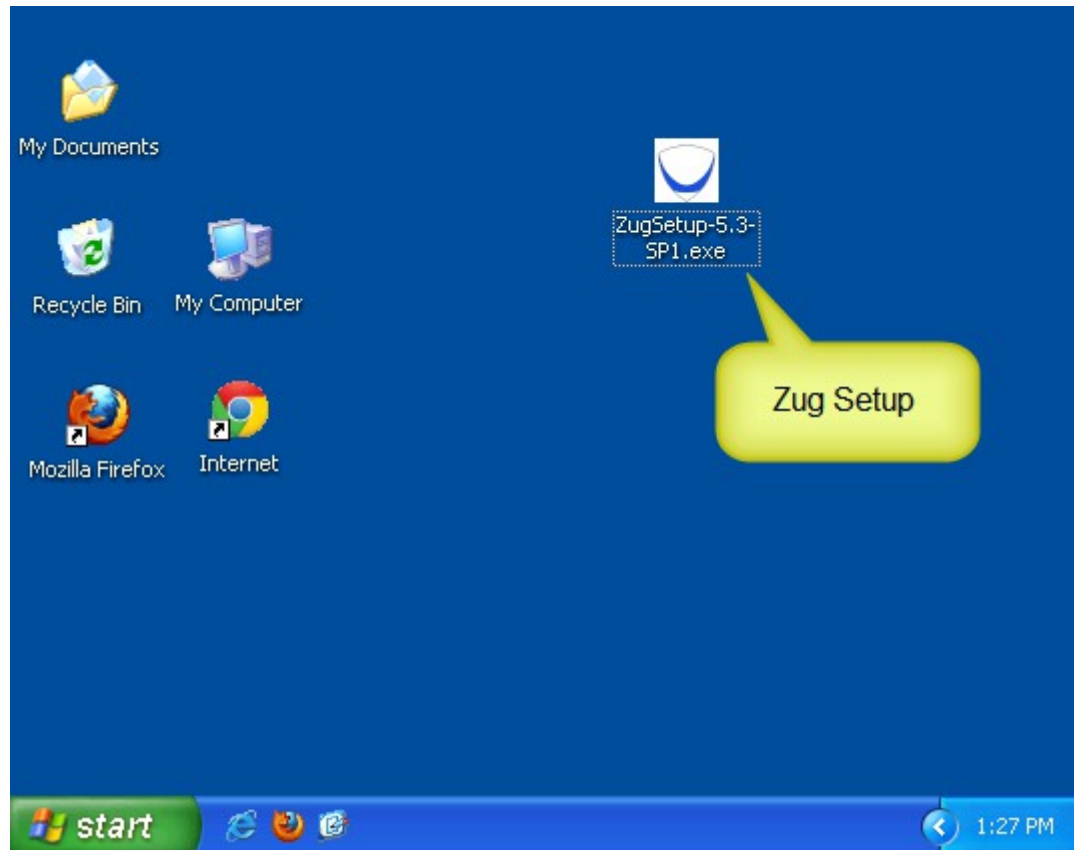 My Documents
ZugSetup-5.3-
SP1.exe
Recycle Bin
My Computer
Zug Setup
Mozilla Firefox
Internet
start
1:27 PM